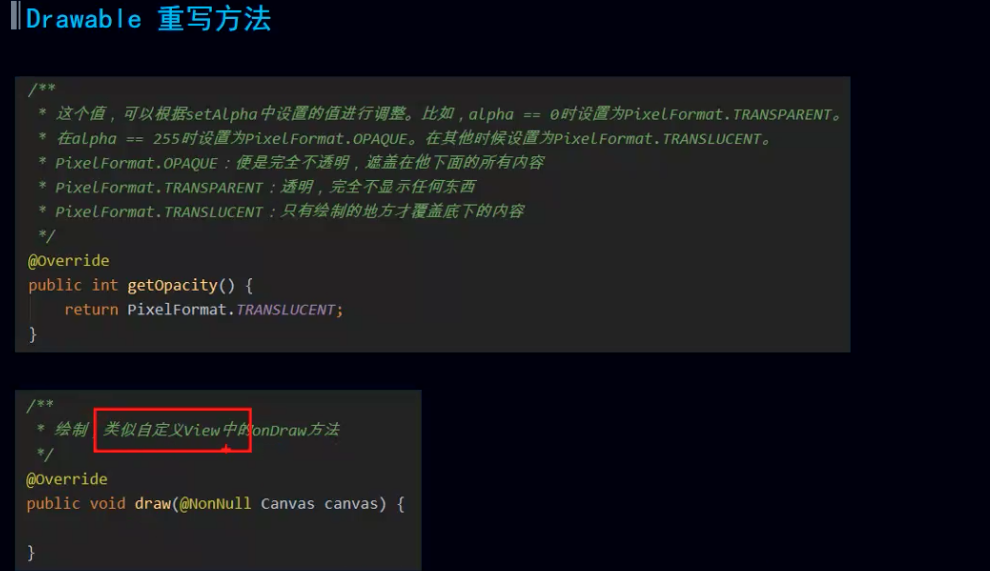 Drawable 重写方法
/**
* 这个值，可以根据setAlpha中设置的值进行调整。比如，alpha == 0时设置为PixelFormat.TRANSPARENT。
* 在alpha == 255时设置为PixelFormat.OPAQUE。在其他时候设置为PixelFormat.TRANSLUCENT。
* PixelFormat.OPAQUE：便是完全不透明，遮盖在他下面的所有内容
* PixelFormat.TRANSPARENT：透明，完全不显示任何东西
* PixelFormat.TRANSLUCENT：只有绘制的地方才覆盖底下的内容
*/
@Override
public int getOpacity() {
return PixelFormat.TRANSLUCENT;
}
/**
* 绘制，类似自定义View中的onDraw方法
*/
@Override
public void draw(@NonNull Canvas canvas) {
}